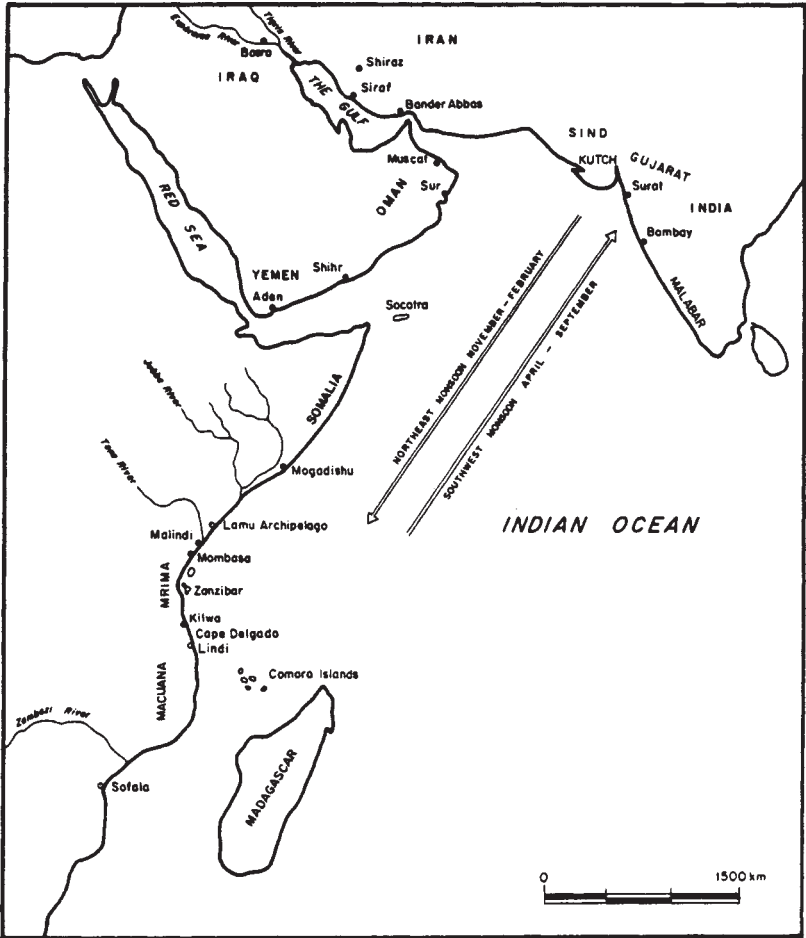 Euphrates River
Tigris River
IRAN
Basra
Shiraz
IRAQ
Siraf
THE GULF
Bander Abbas
SIND
KUTCH
GUJARAT
Muscat
Surat
Sur
OMAN
INDIA
RED SEA
Bombay
YEMEN
Shihr
Aden
MALABAR
Socotra
NORTHEAST MONSOON NOVEMBER - FEBRUARY
SOUTHWEST MONSOON APRIL - SEPTEMBER
Jubba River
SOMALIA
Tana River
Mogadishu
INDIAN OCEAN
Lamu Archipelago
Malindi
Mombasa
MRIMA
Zanzibar
Kilwa
Cape Delgado
Lindi
Comoro Islands
MACUANA
Zambezi River
Sofala
MADAGASCAR
0 1500 km